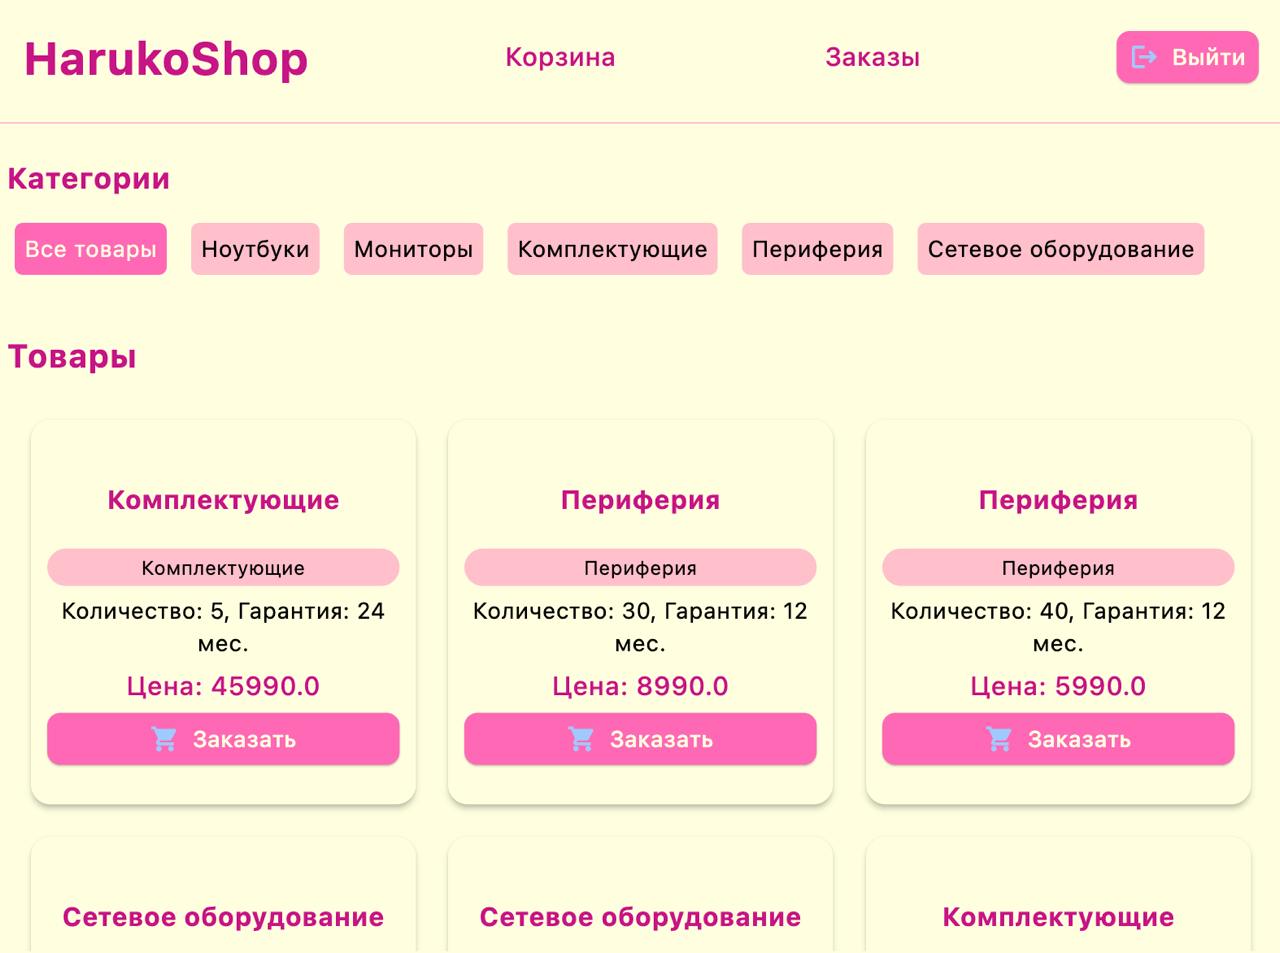 HarukoShop
Корзина
Заказы
Выйти
Категории
Все товары
Ноутбуки
Мониторы
Комплектующие
Периферия
Сетевое оборудование
Товары
Комплектующие
Комплектующие
Количество: 5, Гарантия: 24
мес.
Цена: 45990.0
Заказать
Периферия
Периферия
Количество: 30, Гарантия: 12
мес.
Цена: 8990.0
Заказать
Периферия
Периферия
Количество: 40, Гарантия: 12
мес.
Цена: 5990.0
Заказать
Сетевое оборудование
Сетевое оборудование
Комплектующие